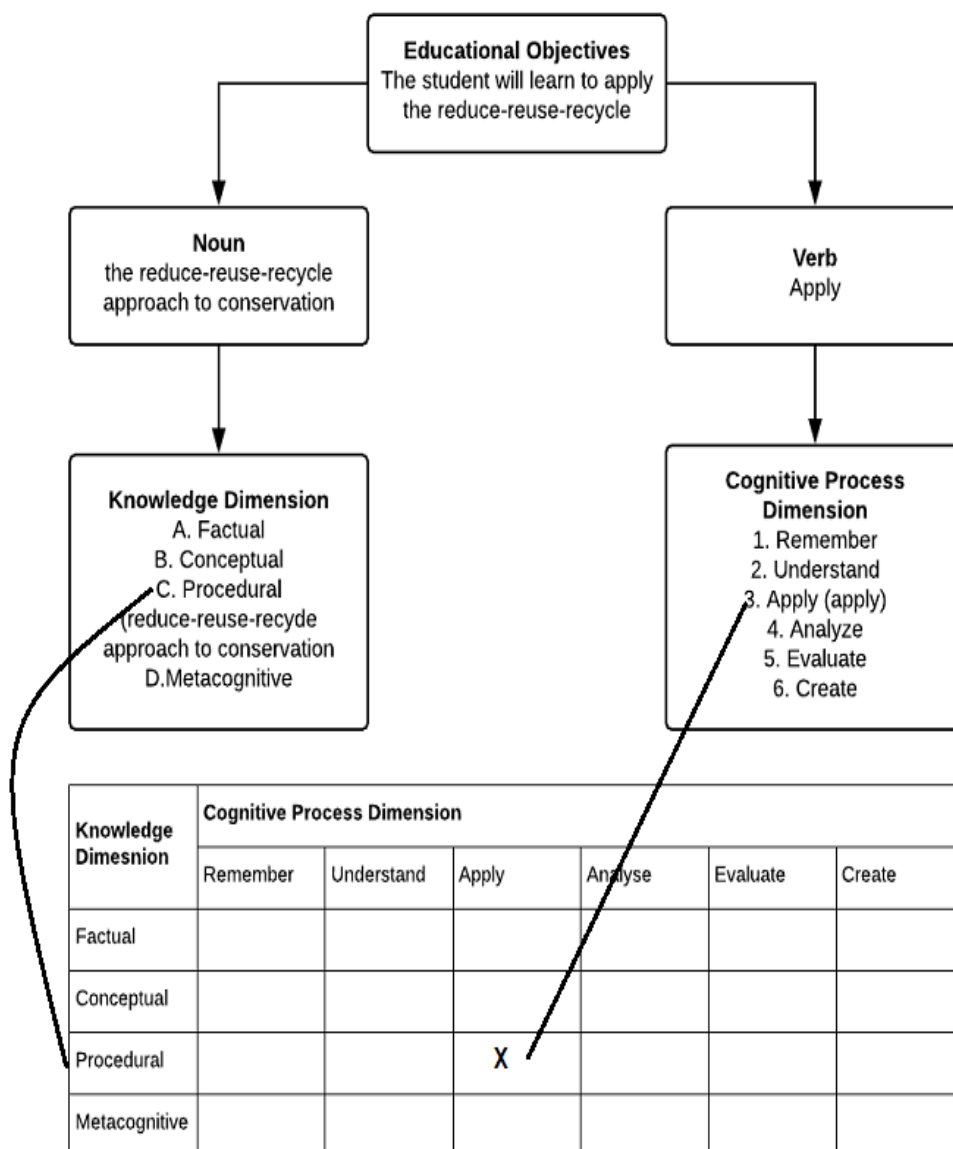 Educational Objectives
The student will learn to apply
the reduce-reuse-recycle
Noun
the reduce-reuse-recycle
approach to conservation
Verb
Apply
Knowledge Dimension
A. Factual
B. Conceptual
C. Procedural
(reduce-reuse-recyde
approach to conservation
D.Metacognitive
Cognitive Process
Dimension
1. Remember
2. Understand
3. Apply (apply)
4. Analyze
5. Evaluate
6. Create
Knowledge
Dimesnion
Cognitive Process Dimension
Remember Understand Apply Analyse Evaluate Create
Factual
Conceptual
Procedural X
Metacognitive